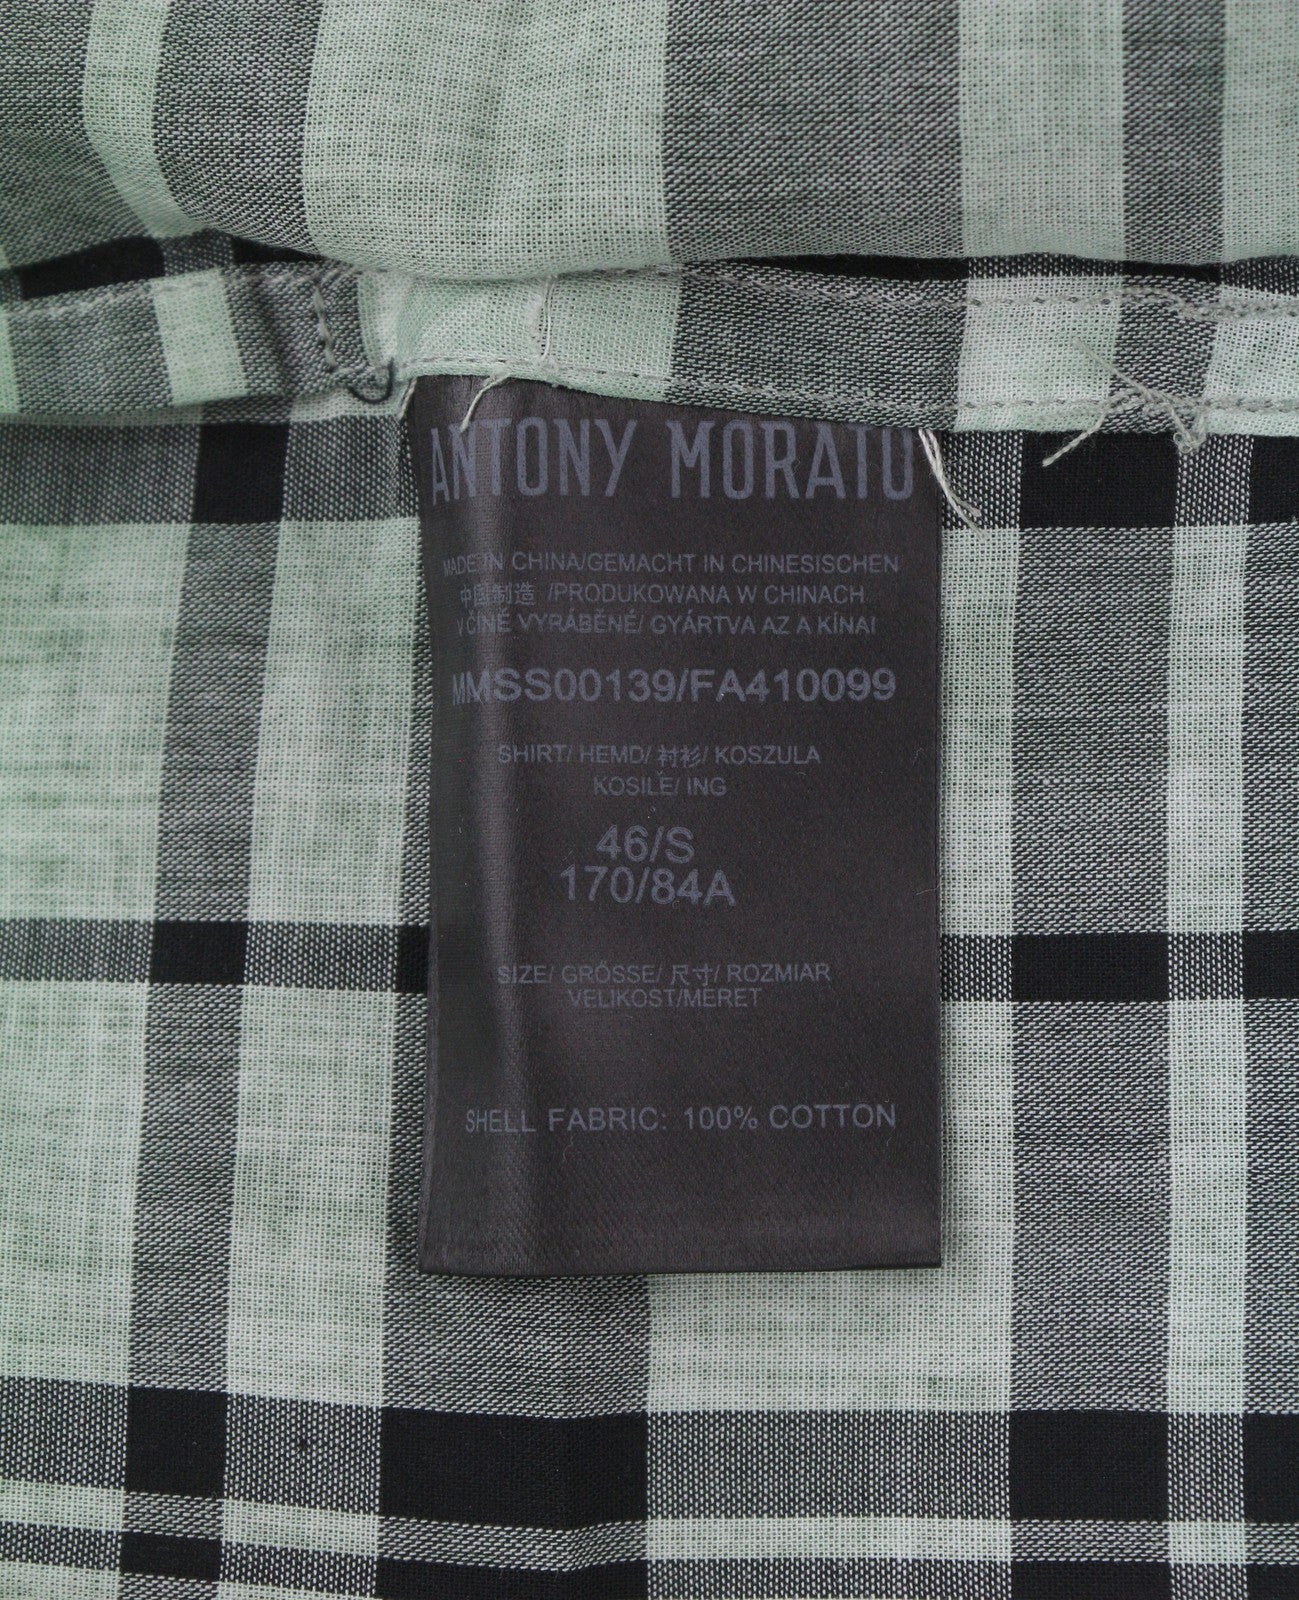 ANTONY MORATO
MADE IN CHINA/GEMACHT IN CHINESISCHEN
中國制造 /PRODUKOWANA W CHINACH
V ČÍNĚ VYRÁBĚNÉ/ GYÁRTVA AZ A KÍNAI
MMSS00139/FA410099
SHIRT/ HEMD/ 衬衫/ KOSZULA
KOSILĚ/ ING
46/S
170/84A
SIZE/ GRÖSSE/ 尺寸/ ROZMIAR
VELIKOST/MÉRET
SHELL FABRIC: 100% COTTON